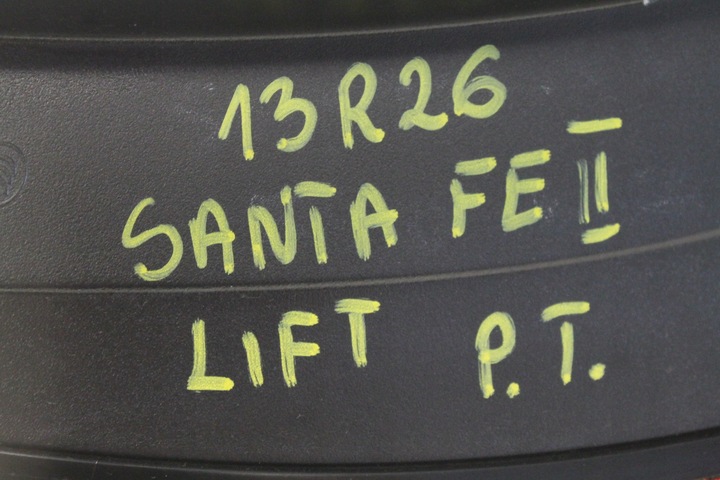 13R26
SANTA FE II
LIFT P.T.